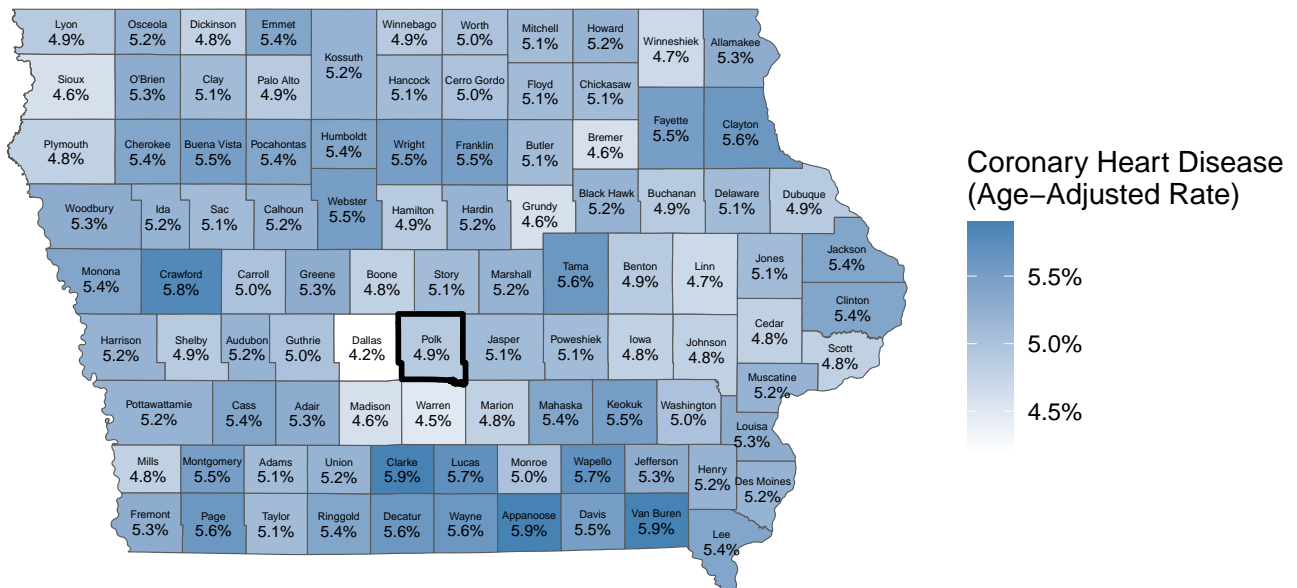 Lyon
4.9%
Osceola
5.2%
Dickinson
4.8%
Emmet
5.4%
Kossuth
5.2%
Winnebago
4.9%
Worth
5.0%
Mitchell
5.1%
Howard
5.2%
Winneshiek
4.7%
Allamakee
5.3%
Sioux
4.6%
O'Brien
5.3%
Clay
5.1%
Palo Alto
4.9%
Hancock
5.1%
Cerro Gordo
5.0%
Floyd
5.1%
Chickasaw
5.1%
Fayette
5.5%
Clayton
5.6%
Plymouth
4.8%
Cherokee
5.4%
Buena Vista
5.5%
Pocahontas
5.4%
Humboldt
5.4%
Wright
5.5%
Franklin
5.5%
Butler
5.1%
Bremer
4.6%
Woodbury
5.3%
Ida
5.2%
Sac
5.1%
Calhoun
5.2%
Webster
5.5%
Hamilton
4.9%
Hardin
5.2%
Grundy
4.6%
Black Hawk
5.2%
Buchanan
4.9%
Delaware
5.1%
Dubuque
4.9%
Monona
5.4%
Crawford
5.8%
Carroll
5.0%
Greene
5.3%
Boone
4.8%
Story
5.1%
Marshall
5.2%
Tama
5.6%
Benton
4.9%
Linn
4.7%
Jones
5.1%
Jackson
5.4%
Clinton
5.4%
Harrison
5.2%
Shelby
4.9%
Audubon
5.2%
Guthrie
5.0%
Dallas
4.2%
Polk
4.9%
Jasper
5.1%
Poweshiek
5.1%
Iowa
4.8%
Johnson
4.8%
Cedar
4.8%
Scott
4.8%
Muscatine
5.2%
Pottawattamie
5.2%
Cass
5.4%
Adair
5.3%
Madison
4.6%
Warren
4.5%
Marion
4.8%
Mahaska
5.4%
Keokuk
5.5%
Washington
5.0%
Louisa
5.3%
Mills
4.8%
Montgomery
5.5%
Adams
5.1%
Union
5.2%
Clarke
5.9%
Lucas
5.7%
Monroe
5.0%
Wapello
5.7%
Jefferson
5.3%
Henry
5.2%
Des Moines
5.2%
Fremont
5.3%
Page
5.6%
Taylor
5.1%
Ringgold
5.4%
Decatur
5.6%
Wayne
5.6%
Appanoose
5.9%
Davis
5.5%
Van Buren
5.9%
Lee
5.4%
Coronary Heart Disease
(Age−Adjusted Rate)
5.5%
5.0%
4.5%